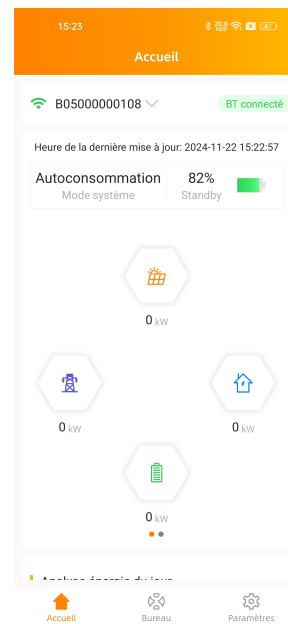 15:23
47
Accueil
B05000000108
BT connecté
Heure de la dernière mise à jour: 2024-11-22 15:22:57
Autoconsommation 82%
Mode système Standby
0 kW
0 kW 0 kW
0 kW
Analyse énergie du jour
Accueil Bureau Paramètres